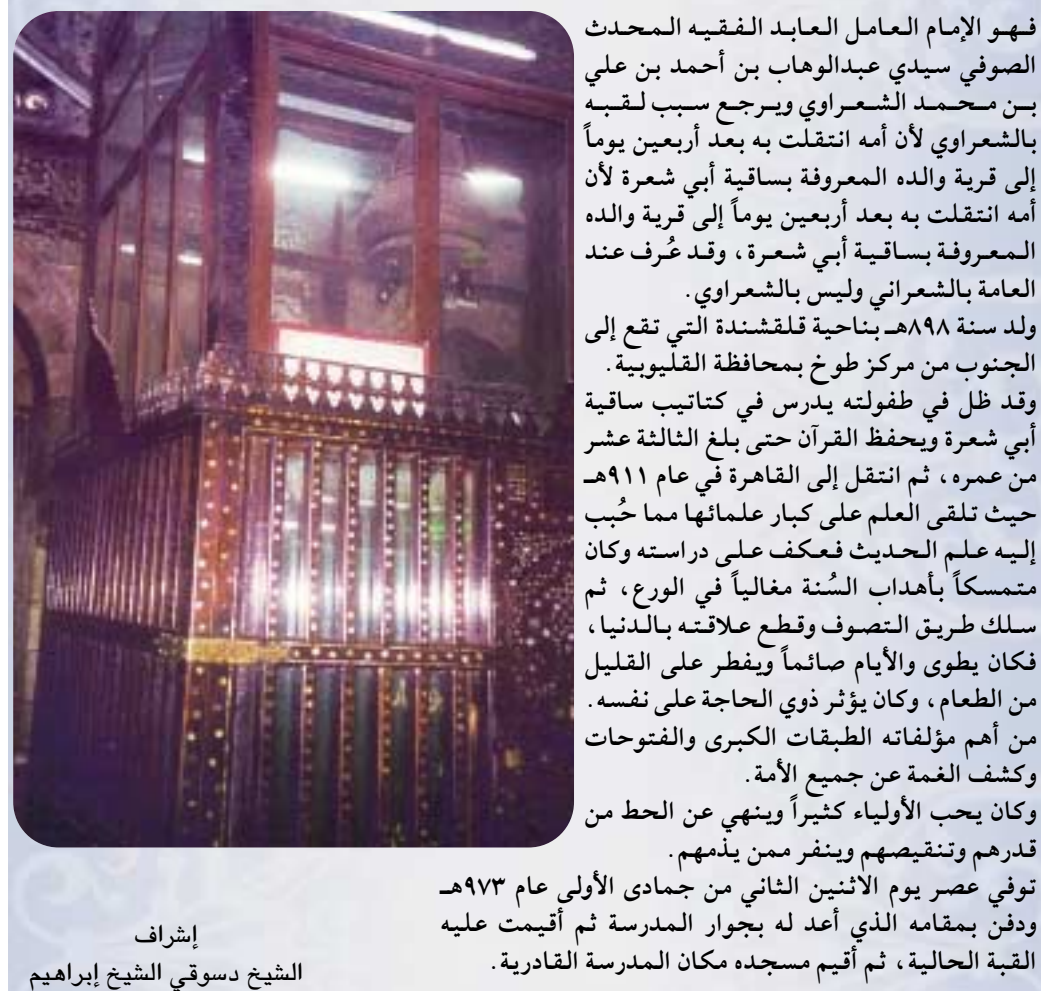 فهو الإمام العامل العابد الفقيه المحدث
الصوفي سيدي عبدالوهاب بن أحمد بن علي
بن محمد الشعراوي ويرجع سبب لقبه
بالشعراوي لأن أمه انتقلت به بعد أربعين يوماً
إلى قرية والده المعروفة بساقية أبي شعرة لأن
أمه انتقلت به بعد أربعين يوماً إلى قرية والده
المعروفة بساقية أبي شعرة، وقد عُرف عند
العامة بالشعراني وليس بالشعراوي.
ولد سنة ٨٩٨هـ بناحية قلقشندة التي تقع إلى
الجنوب من مركز طوخ بمحافظة القليوبية.
وقد ظل في طفولته يدرس في كتاتيب ساقية
أبي شعرة ويحفظ القرآن حتى بلغ الثالثة عشر
من عمره، ثم انتقل إلى القاهرة في عام ٩١١هـ
حيث تلقى العلم على كبار علمائها مما حُبب
إليه علم الحديث فعكف على دراسته وكان
متمسكاً بأهداب السُنة مغالياً في الورع، ثم
سلك طريق التصوف وقطع علاقته بالدنيا،
فكان يطوى والأيام صائماً ويفطر على القليل
من الطعام، وكان يؤثر ذوي الحاجة على نفسه.
من أهم مؤلفاته الطبقات الكبرى والفتوحات
وكشف الغمة عن جميع الأمة.
وكان يحب الأولياء كثيراً وينهي عن الحط من
قدرهم وتنقيصهم وينفر ممن يذمهم.
توفي عصر يوم الاثنين الثاني من جمادى الأولى عام ٩٧٣هـ
ودفن بمقامه الذي أعد له بجوار المدرسة ثم أقيمت عليه
القبة الحالية، ثم أقيم مسجده مكان المدرسة القادرية.
إشراف
الشيخ دسوقي الشيخ إبراهيم